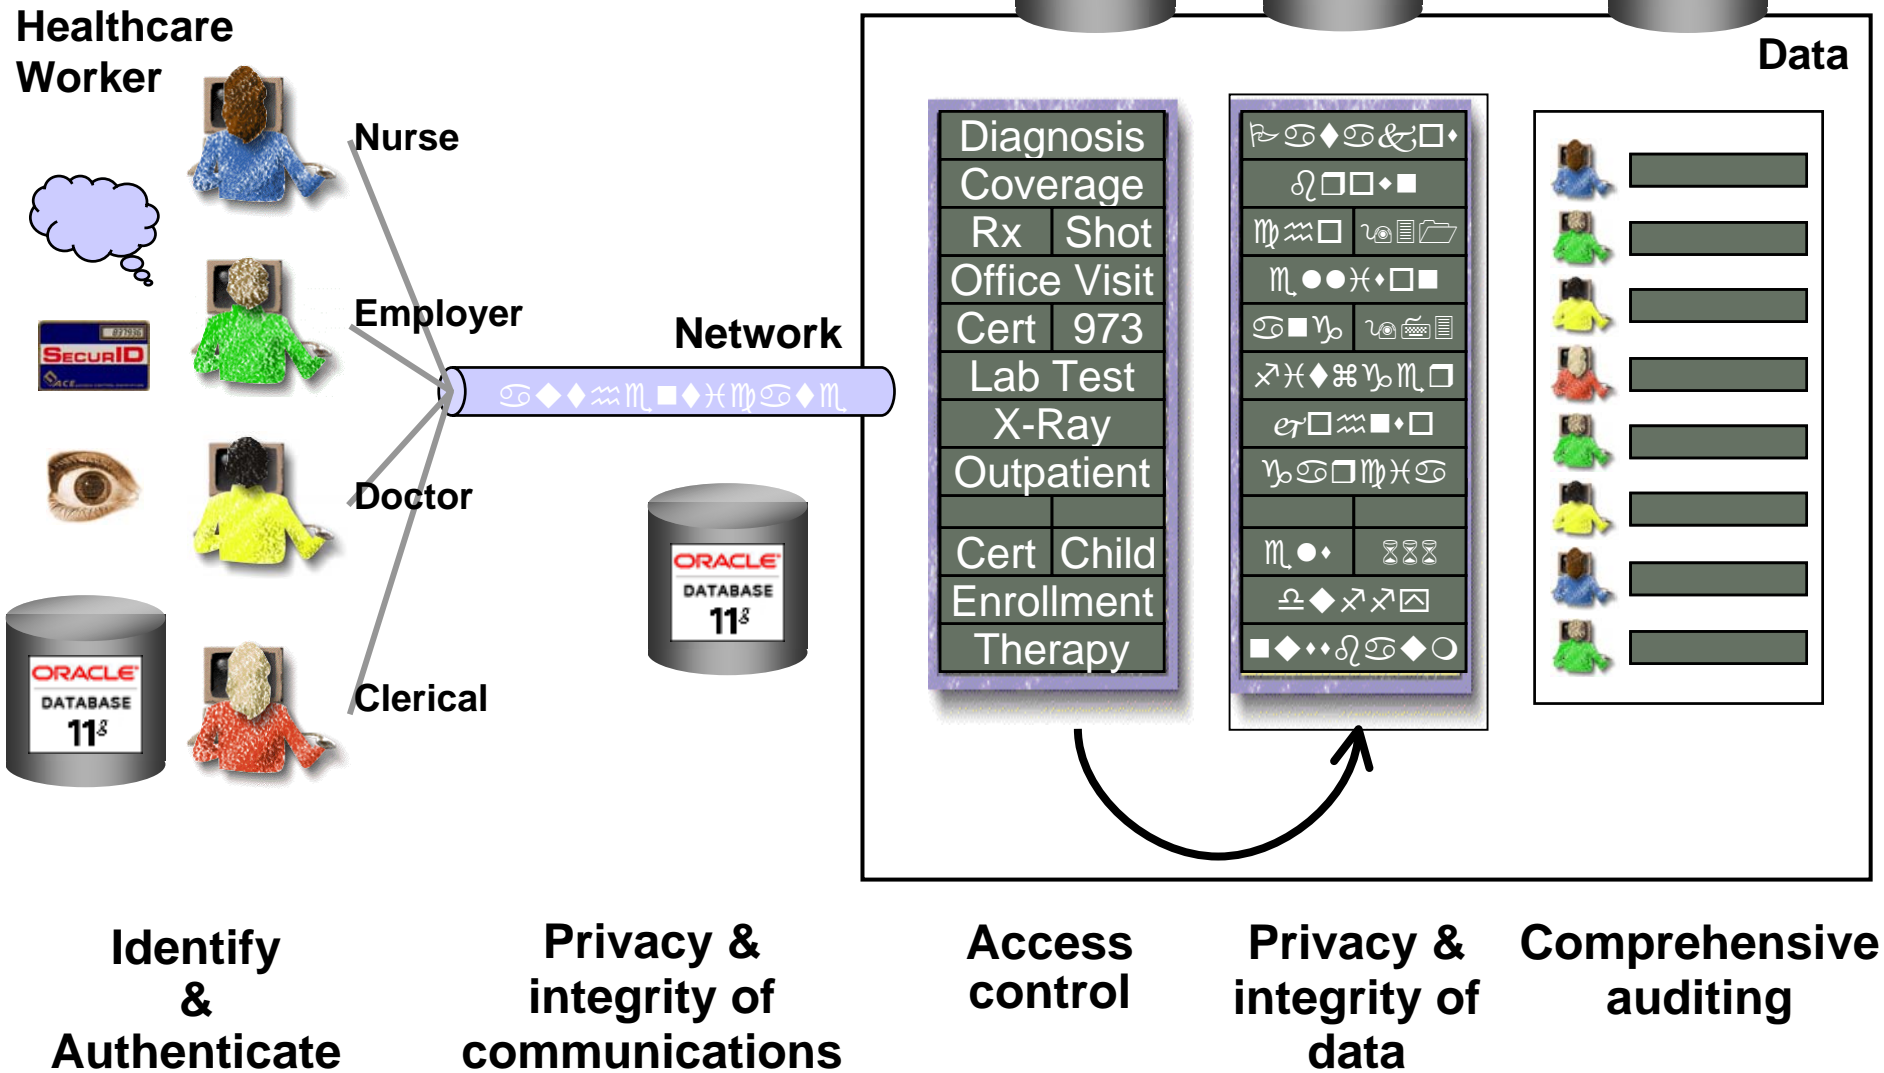 Healthcare
Worker
Data
Nurse
Employer
Doctor
Clerical
SECURID
ACE
Network
ORACLE
DATABASE
11g
ORACLE
DATABASE
11g
Diagnosis
Coverage
Rx Shot
Office Visit
Cert 973
Lab Test
X-Ray
Outpatient
Cert Child
Enrollment
Therapy
Identify
&
Authenticate
Privacy &
integrity of
communications
Access
control
Privacy &
integrity of
data
Comprehensive
auditing